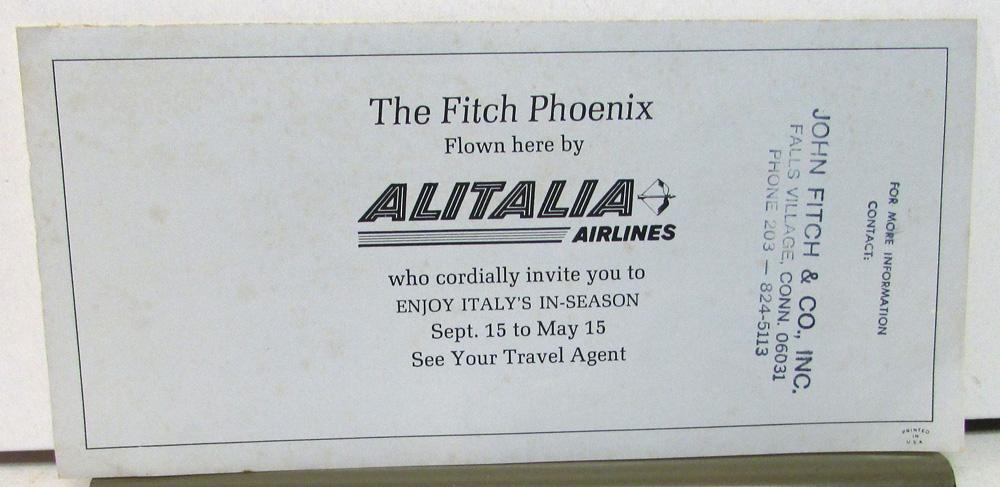 The Fitch Phoenix
Flown here by
ALITALIA
AIRLINES
who cordially invite you to
ENJOY ITALY'S IN-SEASON
Sept. 15 to May 15
See Your Travel Agent
FOR MORE INFORMATION
CONTACT:
JOHN FITCH & CO., INC.
FALLS VILLAGE, CONN. 06031
PHONE 203 — 824-5113
PRINTED
IN
U.S.A.